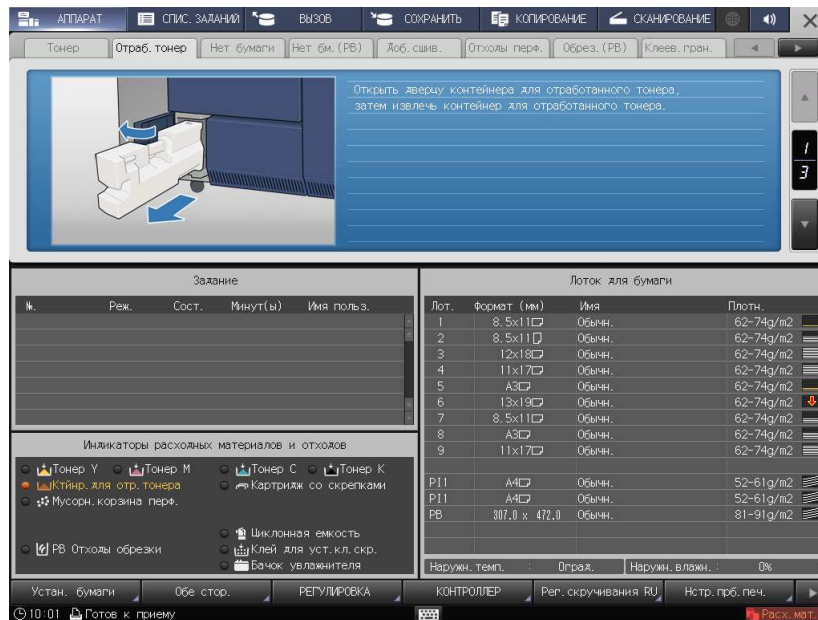 АППАРАТ СПИС. ЗАДАНИЙ ВЫЗОВ СОХРАНИТЬ КОПИРОВАНИЕ СКАНИРОВАНИЕ
Тонер Отраб. тонер Нет бумаги Нет бм.(PB) Доб. сшив. Отходы перф. Обрез.(PB) Клеев. гран.
Открыть дверцу контейнера для отработанного тонера,
затем извлечь контейнер для отработанного тонера.
1
3
Задание
№. Реж. Сост. Минут(ы) Имя польз.
Лоток для бумаги
Лот. Формат (мм) Имя Плотн.
1 8.5x11 Обычн. 62-74g/m2
2 8.5x11 Обычн. 62-74g/m2
3 12x18 Обычн. 62-74g/m2
4 11x17 Обычн. 62-74g/m2
5 A3 Обычн. 62-74g/m2
6 13x19 Обычн. 62-74g/m2
7 8.5x11 Обычн. 62-74g/m2
8 A3 Обычн. 62-74g/m2
9 11x17 Обычн. 62-74g/m2
PI1 A4 Обычн. 52-61g/m2
PI1 A4 Обычн. 52-61g/m2
PB 307.0 x 472.0 Обычн. 81-91g/m2
Наружн. темп. : 0град. Наружн. влажн. : 0%
Индикаторы расходных материалов и отходов
Тонер Y Тонер M Тонер C Тонер K
Ктйнр. для отр. тонера Картридж со скрепками
Мусорн. корзина перф.
Циклонная емкость
PB Отходы обрезки Клей для уст. кл. скр.
Бачок увлажнителя
Устан. бумаги Обе стор. РЕГУЛИРОВКА КОНТРОЛЛЕР Рег. скручивания RU Нстр. прб. печ.
10:01 Готов к приему Расх. мат.